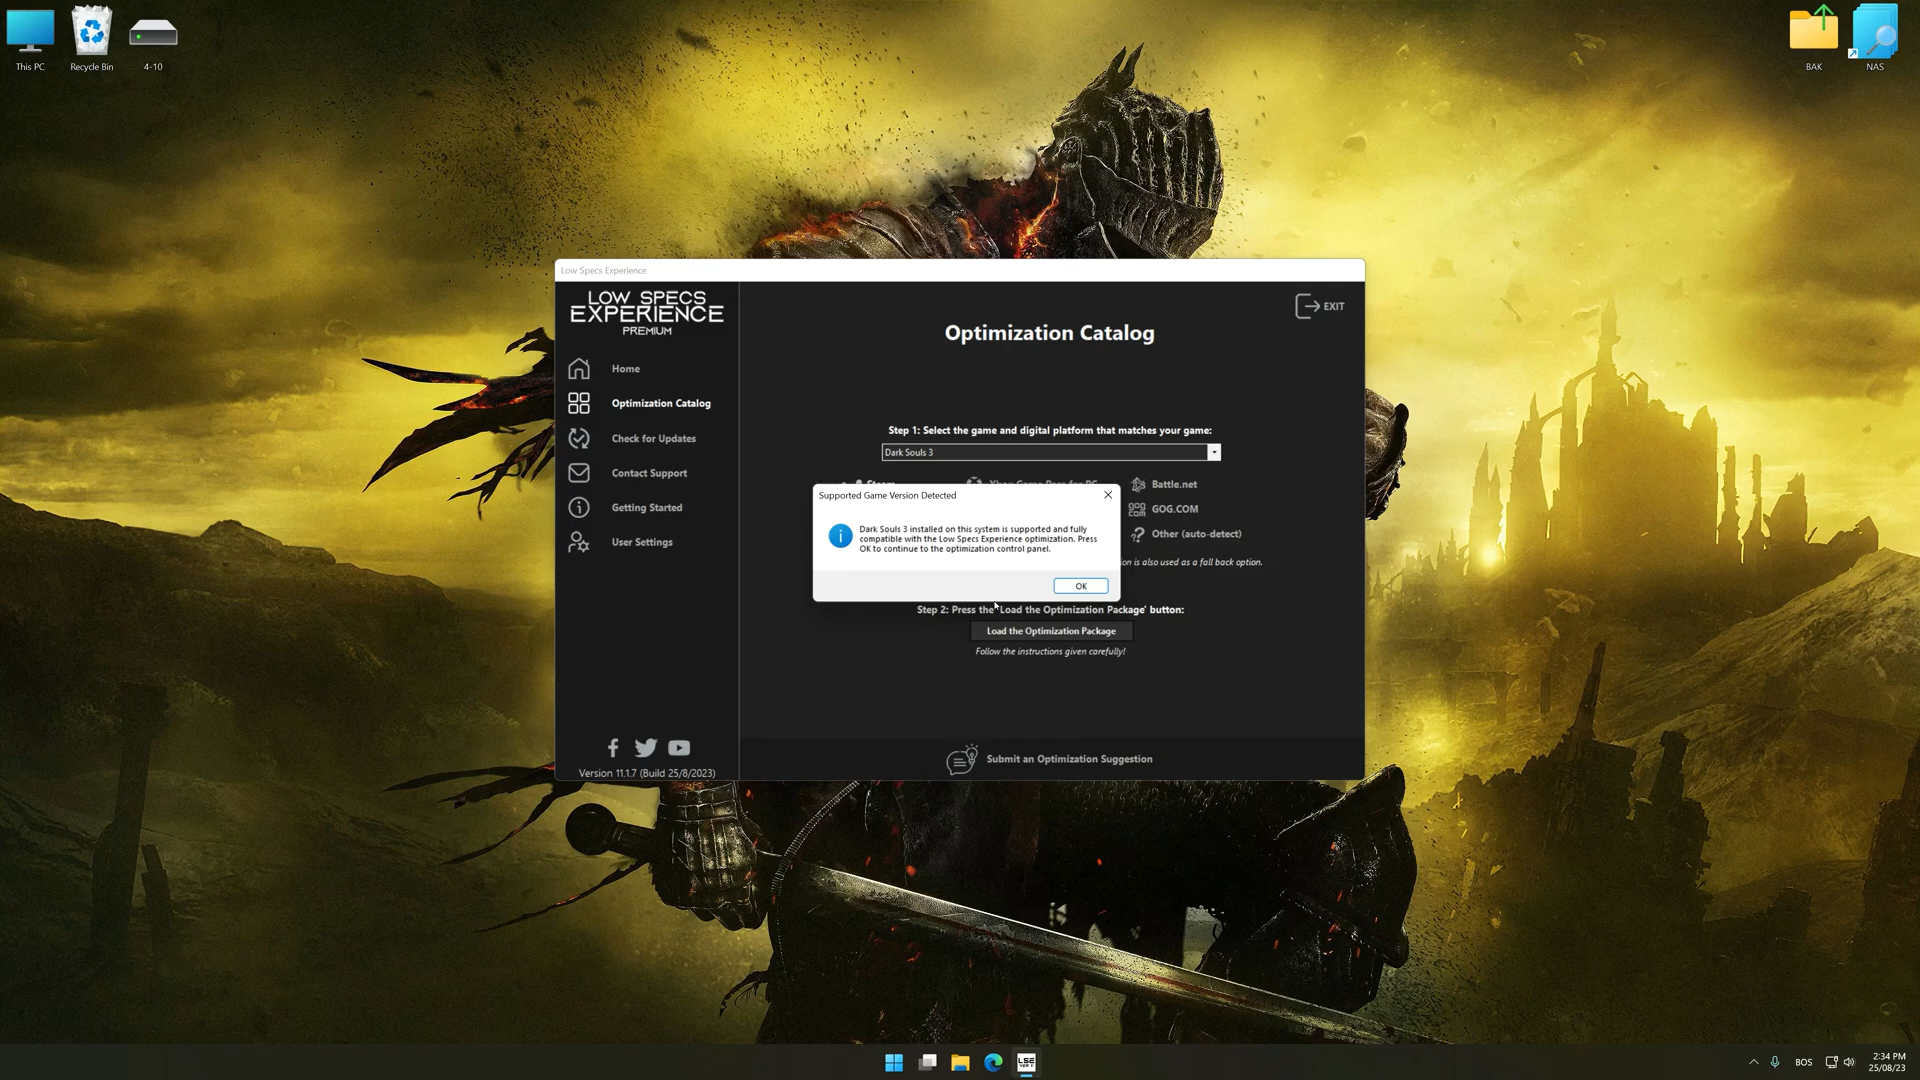 This PC
Recycle Bin
4-10
BAK
NAS
Low Specs Experience
LOW SPECS
EXPERIENCE
PREMIUM
Home
Optimization Catalog
Check for Updates
Contact Support
Getting Started
User Settings
Version 11.1.7 (Build 25/8/2023)
EXIT
Optimization Catalog
Step 1: Select the game and digital platform that matches your game:
Dark Souls 3
Battle.net
GOG.COM
Other (auto-detect)
ion is also used as a fall back option.
Supported Game Version Detected
Dark Souls 3 installed on this system is supported and fully
compatible with the Low Specs Experience optimization. Press
OK to continue to the optimization control panel.
OK
Step 2: Press the 'Load the Optimization Package' button:
Load the Optimization Package
Follow the instructions given carefully!
Submit an Optimization Suggestion
BOS
2:34 PM
25/08/23